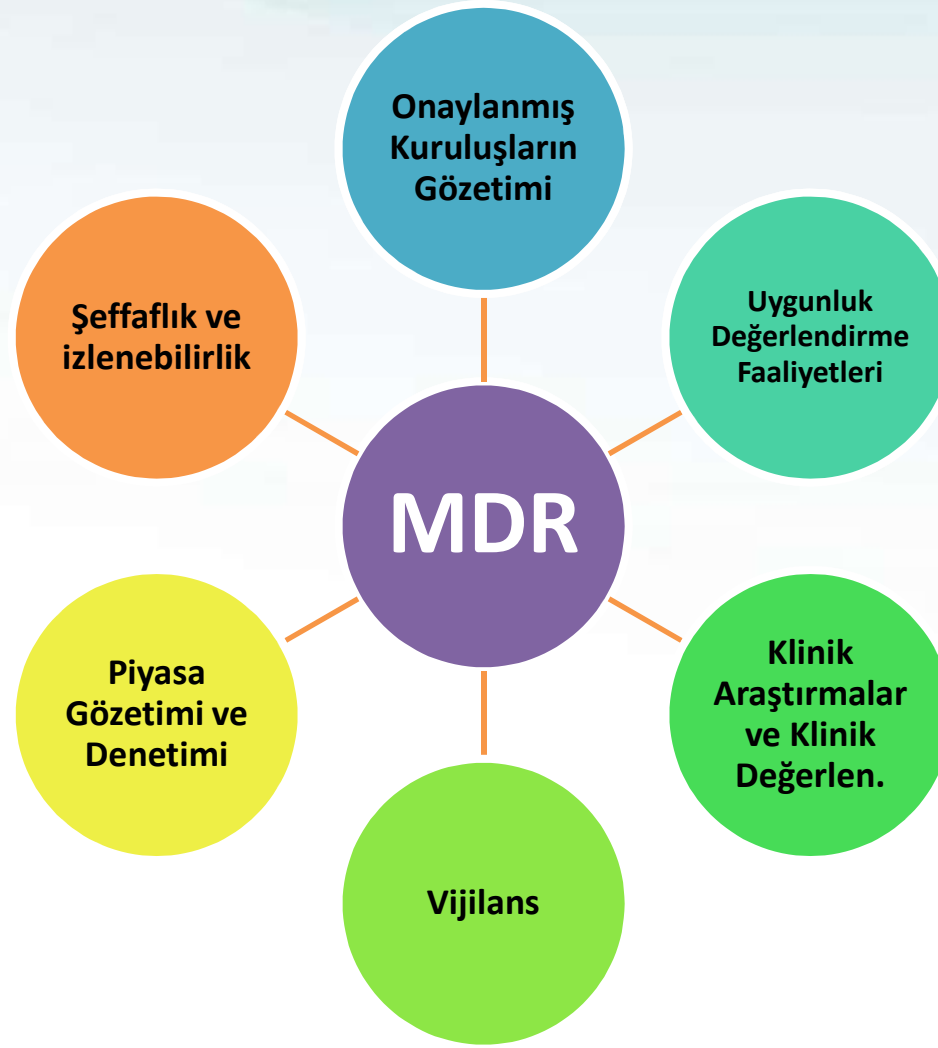 Onaylanmış
Kuruluşların
Gözetimi
Şeffaflık ve
izlenebilirlik
Uygunluk
Değerlendirme
Faaliyetleri
MDR
Piyasa
Gözetimi ve
Denetimi
Klinik
Araştırmalar
ve Klinik
Değerlen.
Vijilans